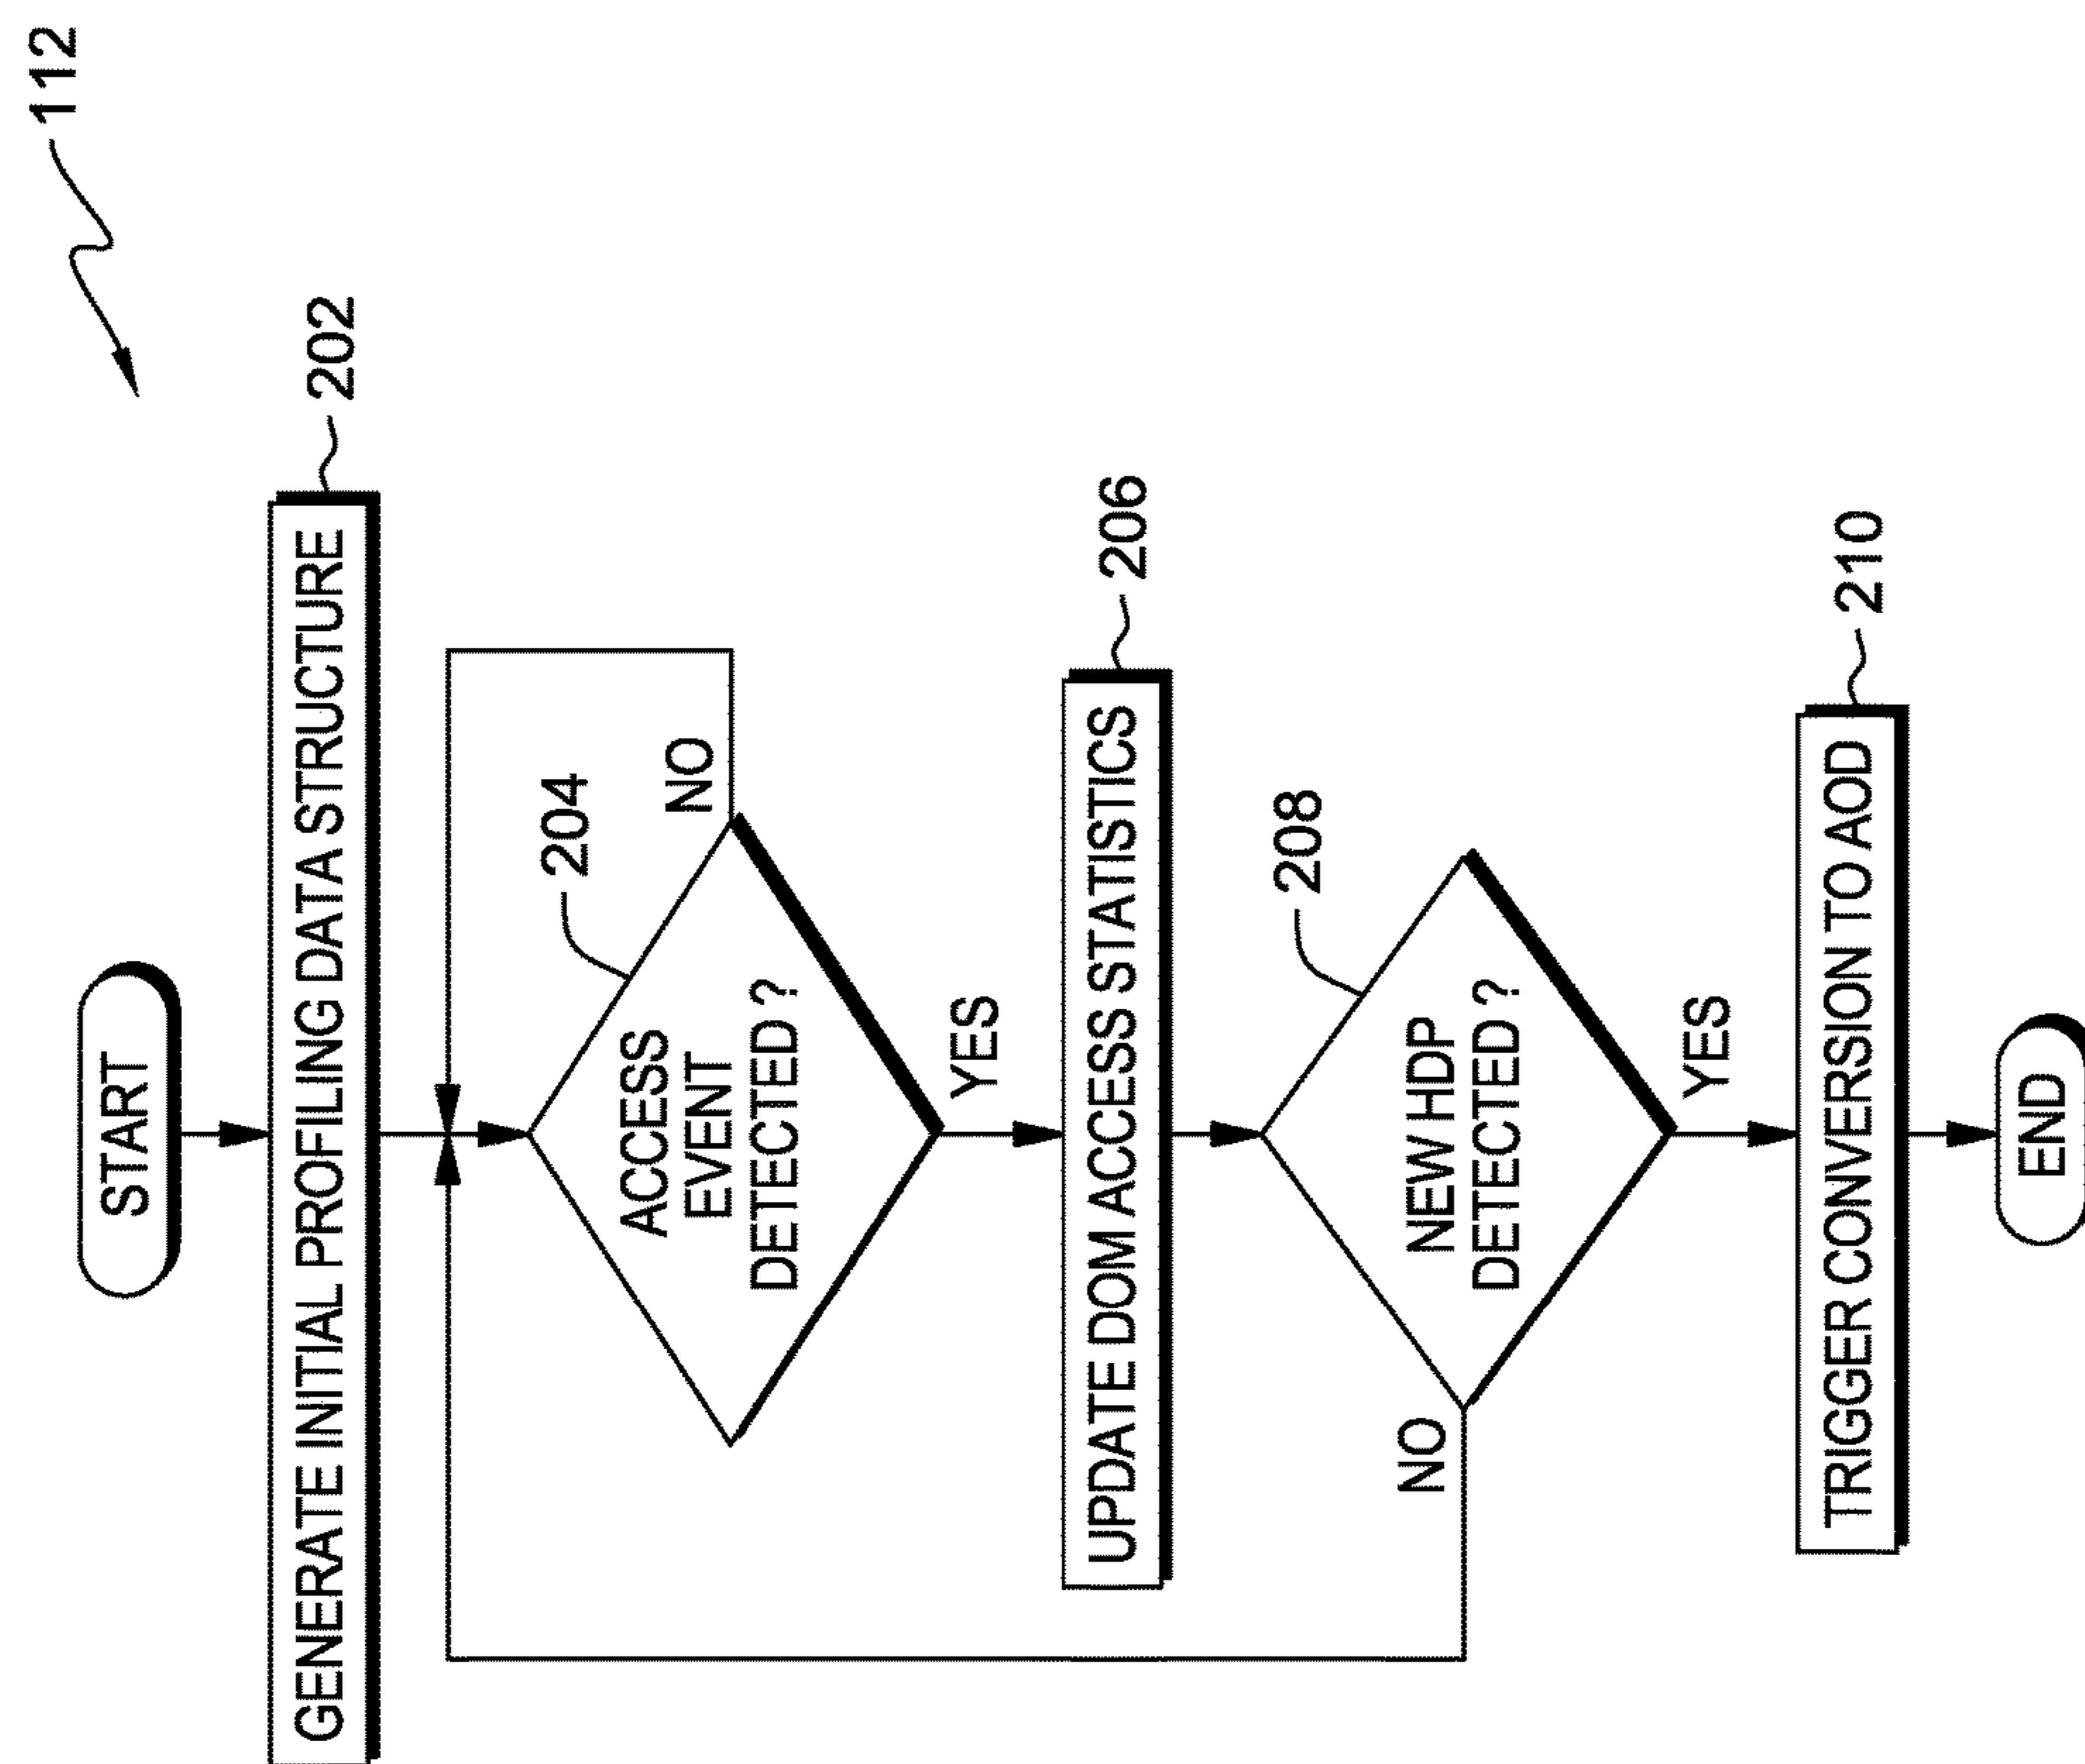 112
START
GENERATE INITIAL PROFILING DATA STRUCTURE
202
ACCESS
EVENT
DETECTED ?
204
NO
YES
UPDATE DOM ACCESS STATISTICS
206
NEW HDP
DETECTED ?
208
NO
YES
TRIGGER CONVERSION TO AOD
210
END